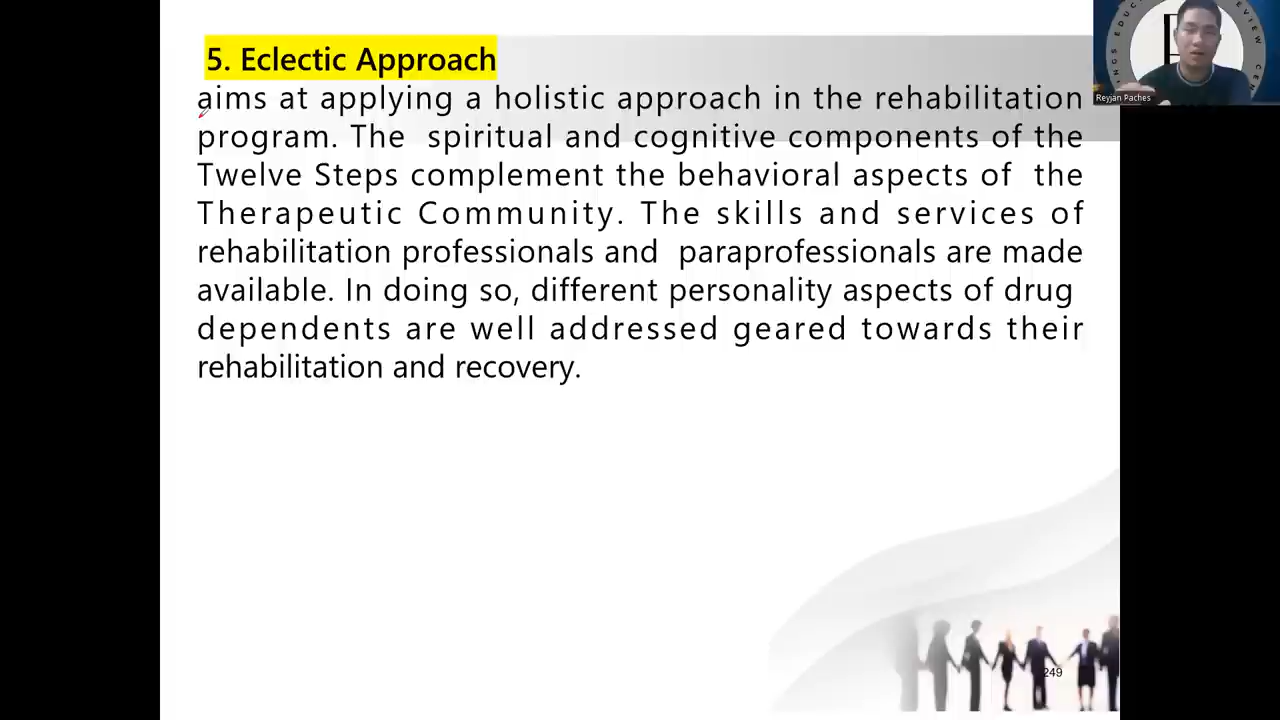 5. Eclectic Approach
aims at applying a holistic approach in the rehabilitation
program. The spiritual and cognitive components of the
Twelve Steps complement the behavioral aspects of the
Therapeutic Community. The skills and services of
rehabilitation professionals and paraprofessionals are made
available. In doing so, different personality aspects of drug
dependents are well addressed geared towards their
rehabilitation and recovery.
Reyjan Paches
249